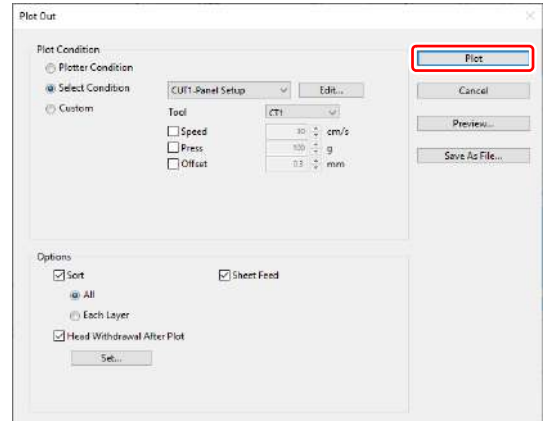 Plot Out
Plot Condition
Plotter Condition
Select Condition
CUT1-Panel Setup
Edit...
Custom
Tool
CT1
Speed
30
cm/s
Press
100
g
Offset
0.3
mm
Plot
Cancel
Preview...
Save As File...
Options
Sort
Sheet Feed
All
Each Layer
Head Withdrawal After Plot
Set...